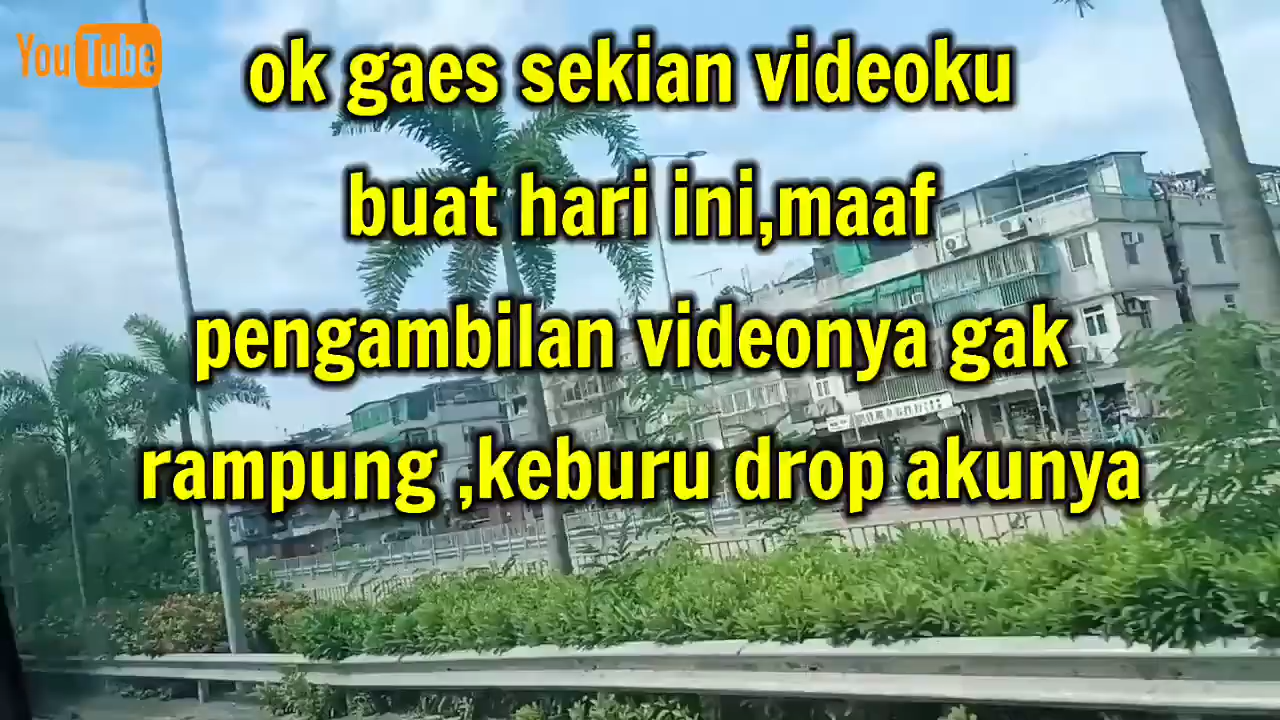 YouTube
ok gaes sekian videoku
buat hari ini,maaf
pengambilan videonya gak
rampung ,keburu drop akunya